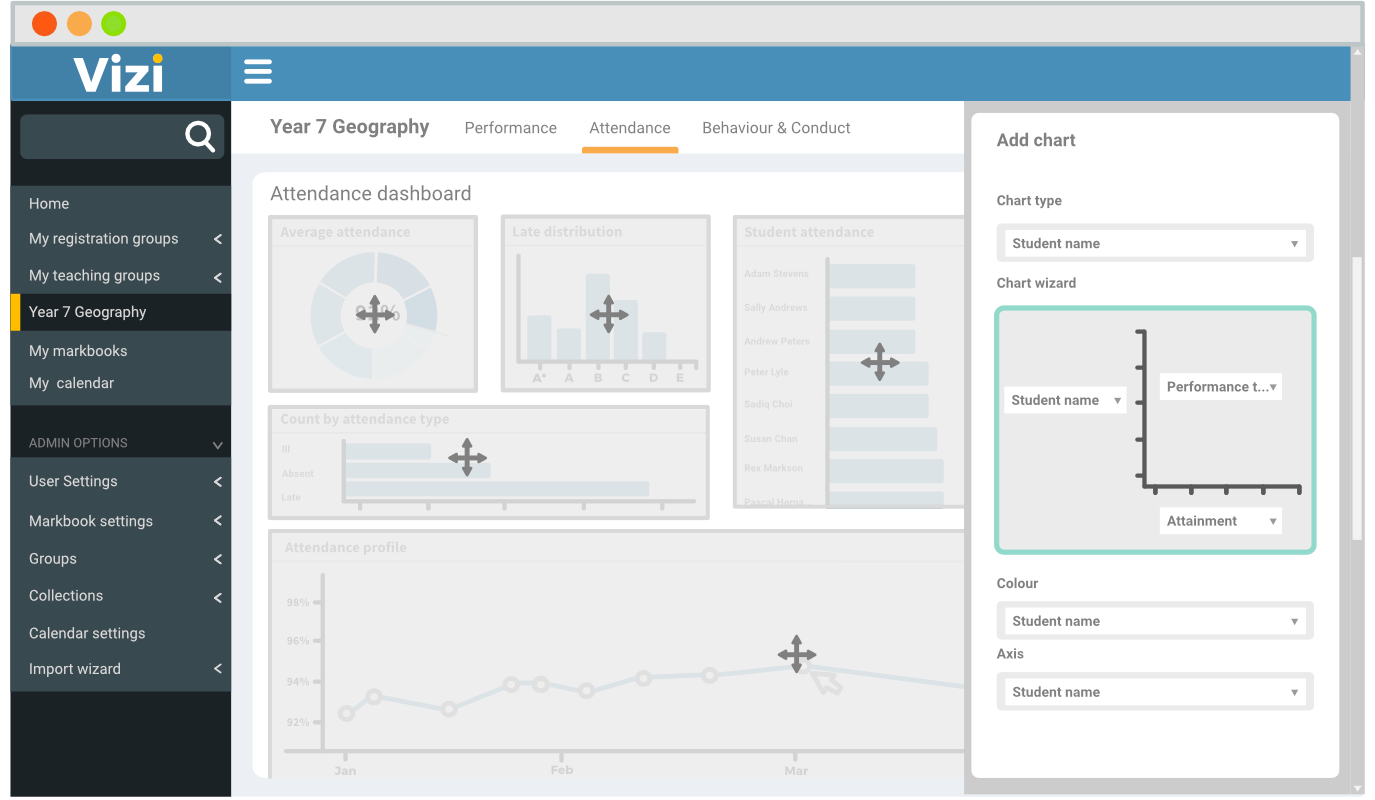 Vizi
Year 7 Geography
Performance
Attendance
Behaviour & Conduct
Home
My registration groups
My teaching groups
Year 7 Geography
My markbooks
My calendar
ADMIN OPTIONS
User Settings
Markbook settings
Groups
Collections
Calendar settings
Import wizard
Attendance dashboard
Average attendance
Late distribution
A* A B C D E
Student attendance
Adam Stevens
Sally Andrews
Andrew Peters
Peter Lyle
Sadiq Choi
Susan Chan
Rex Markson
Count by attendance type
Ill
Absent
Late
Attendance profile
98%
96%
94%
92%
Jan Feb Mar
Add chart
Chart type
Student name
Chart wizard
Student name
Performance t...
Attainment
Colour
Student name
Axis
Student name